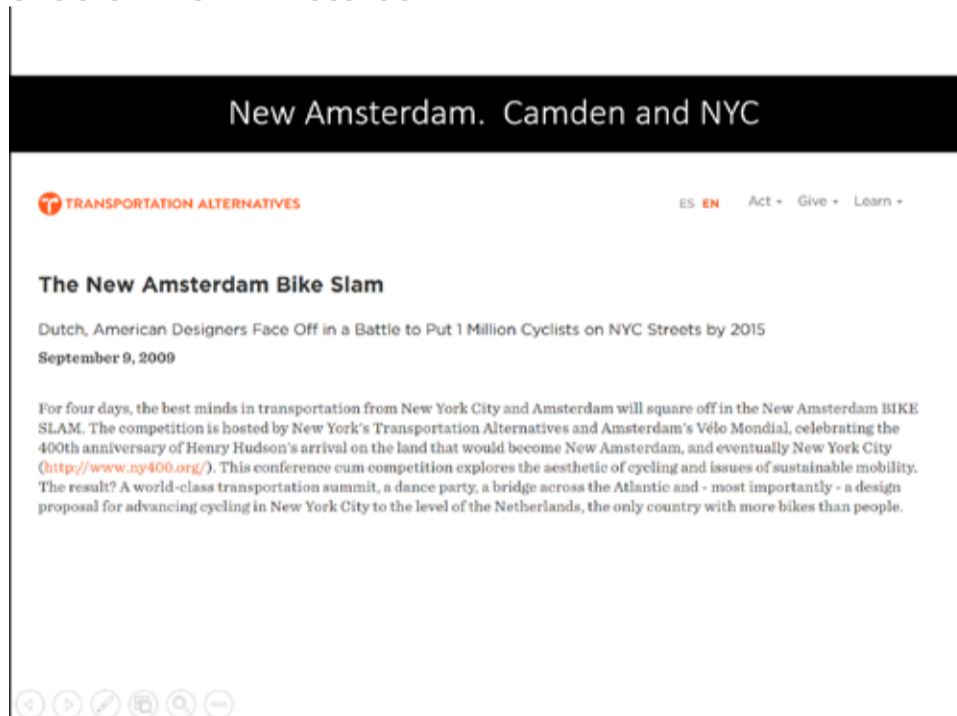 New Amsterdam. Camden and NYC
TRANSPORTATION ALTERNATIVES
ES EN Act Give Learn
The New Amsterdam Bike Slam
Dutch, American Designers Face Off in a Battle to Put 1 Million Cyclists on NYC Streets by 2015
September 9, 2009
For four days, the best minds in transportation from New York City and Amsterdam will square off in the New Amsterdam BIKE
SLAM. The competition is hosted by New York's Transportation Alternatives and Amsterdam's Vélo Mondial, celebrating the
400th anniversary of Henry Hudson's arrival on the land that would become New Amsterdam, and eventually New York City
(http://www.ny400.org/). This conference cum competition explores the aesthetic of cycling and issues of sustainable mobility.
The result? A world-class transportation summit, a dance party, a bridge across the Atlantic and - most importantly - a design
proposal for advancing cycling in New York City to the level of the Netherlands, the only country with more bikes than people.